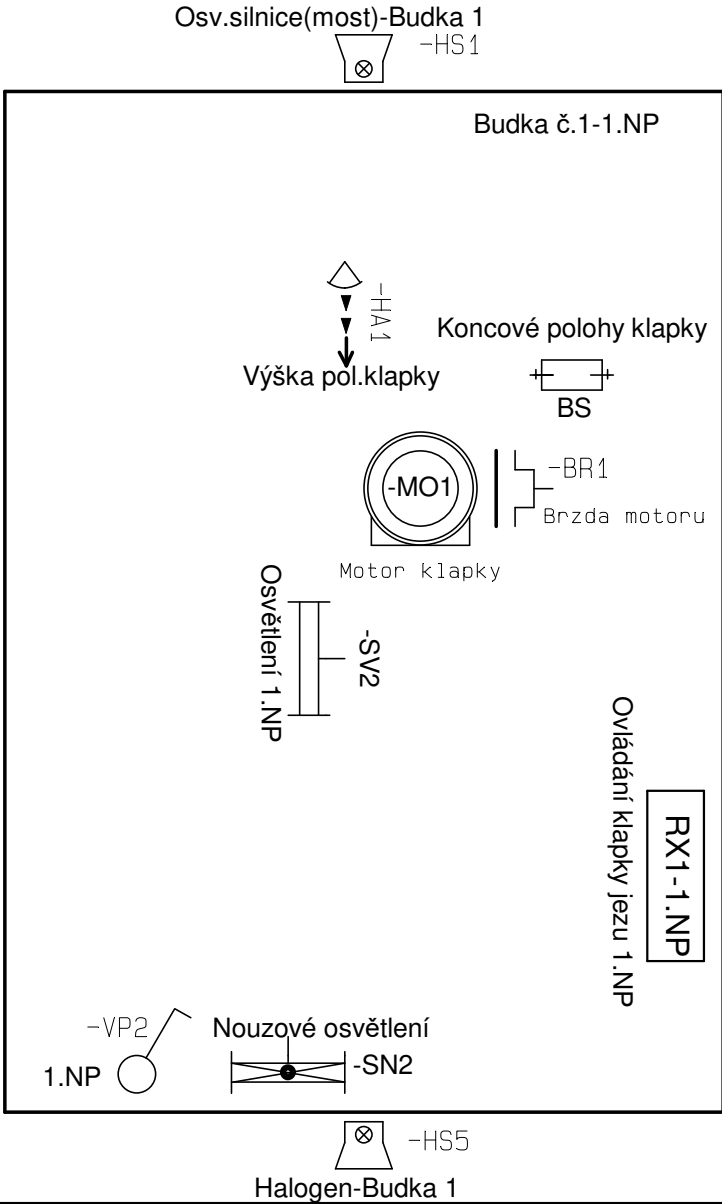 Osv.silnice(most)-Budka 1
-HS1
Budka č.1-1.NP
-HA1
Výška pol.klapky
Koncové polohy klapky
BS
-MO1
-BR1
Brzda motoru
Motor klapky
Osvětlení 1.NP
-SV2
Ovládání klapky jezu 1.NP
RX1-1.NP
-VP2
1.NP
Nouzové osvětlení
-SN2
-HS5
Halogen-Budka 1